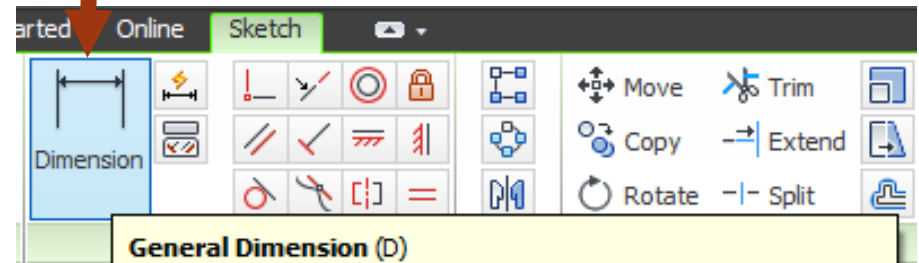 arted Online Sketch
Move Trim
Dimension Copy Extend
Rotate Split
General Dimension (D)